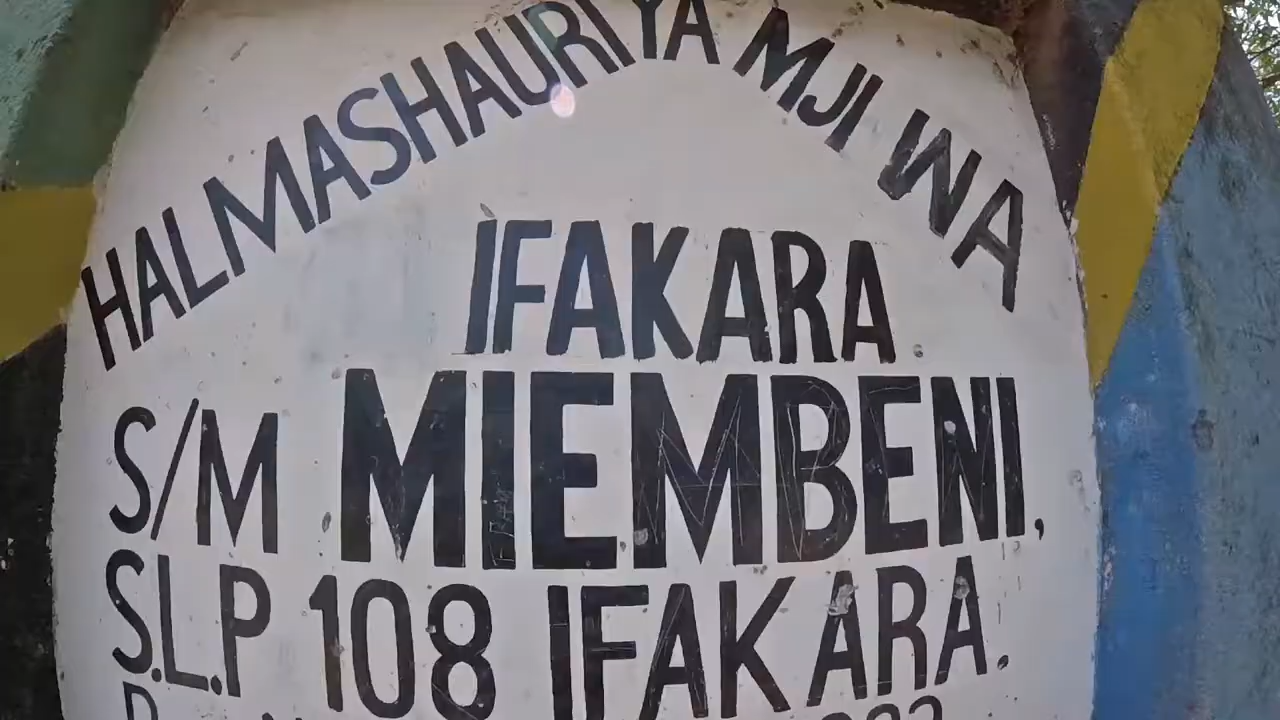 HALMASHAURI YA MJI WA
IFAKARA
S/M MIEMBENI,
S.L.P 108 IFAKARA.